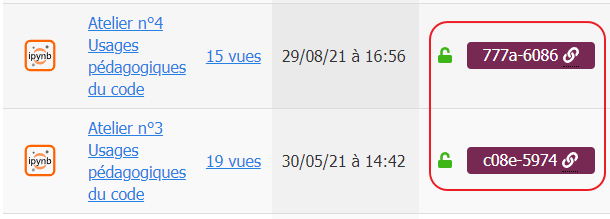 Atelier n°4
Usages
pédagogiques
du code
ipynb
15 vues
29/08/21 à 16:56
777a-6086
Atelier n°3
Usages
pédagogiques
du code
ipynb
19 vues
30/05/21 à 14:42
c08e-5974